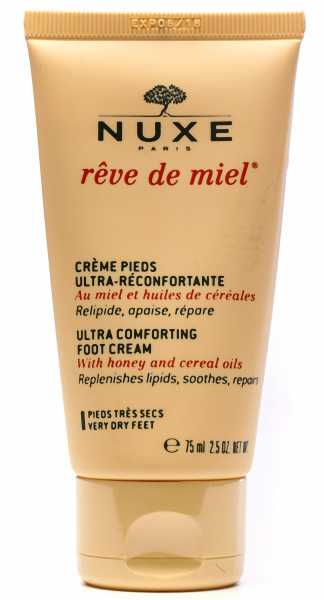 EXP06/18
NUXE
PARIS
rêve de miel®
CRÈME PIEDS
ULTRA-RÉCONFORTANTE
Au miel et huiles de céréales
Relipide, apaise, répare
ULTRA COMFORTING
FOOT CREAM
With honey and cereal oils
Replenishes lipids, soothes, repairs
PIEDS TRÈS SECS
VERY DRY FEET
℮ 75 ml 2.5 OZ. NET WT.